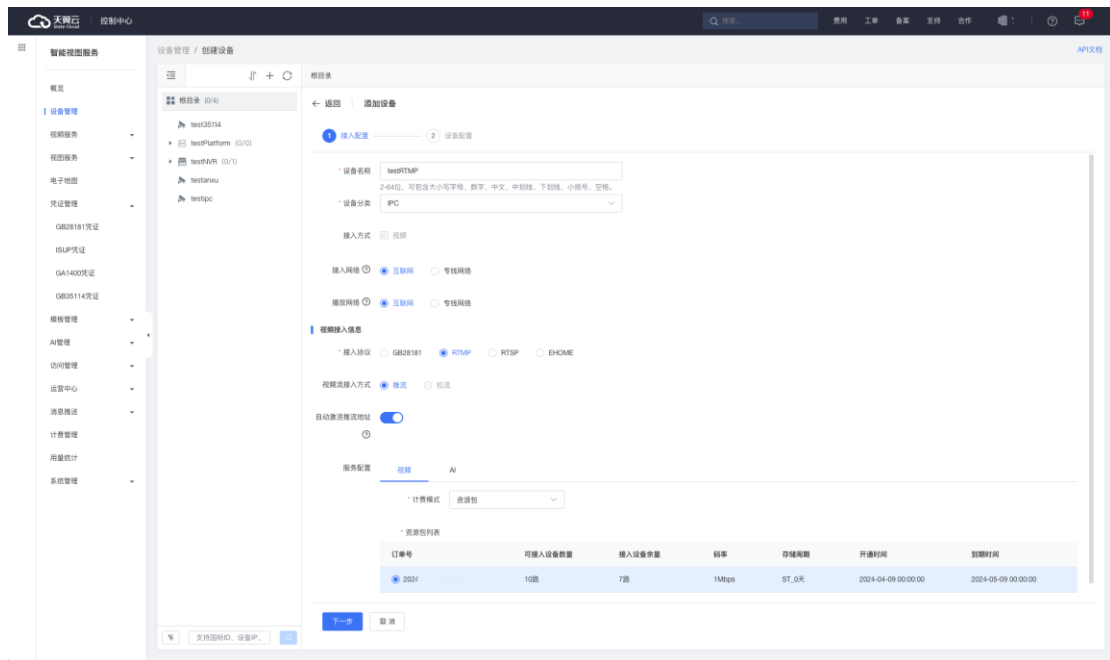 天翼云 控制中心 搜索... 费用 工单 备案 支持 合作 11
State Cloud
智能视图服务
设备管理 / 创建设备 API文档
概览
设备管理
视频服务
视图服务
电子地图
凭证管理
GB28181凭证
ISUP凭证
GA1400凭证
GB35114凭证
模板管理
AI管理
访问管理
运营中心
消息推送
计费管理
用量统计
系统管理
根目录 (0/4)
test35114
testPlatform (0/0)
testNVR (0/1)
testanxu
testipc
支持国标ID、设备IP、
根目录
← 返回 添加设备
1 接入配置 2 设备配置
* 设备名称 testRTMP
2-64位，可包含大小写字母、数字、中文、中划线、下划线、小括号、空格。
* 设备分类 IPC
接入方式 视频
接入网络 互联网 专线网络
播放网络 互联网 专线网络
视频接入信息
* 接入协议 GB28181 RTMP RTSP EHOME
视频流接入方式 推流 拉流
自动激活推流地址
服务配置 视频 AI
* 计费模式 资源包
* 资源包列表
订单号 可接入设备数量 接入设备余量 码率 存储周期 开通时间 到期时间
2024 10路 7路 1Mbps ST_0天 2024-04-09 00:00:00 2024-05-09 00:00:00
下一步 取消